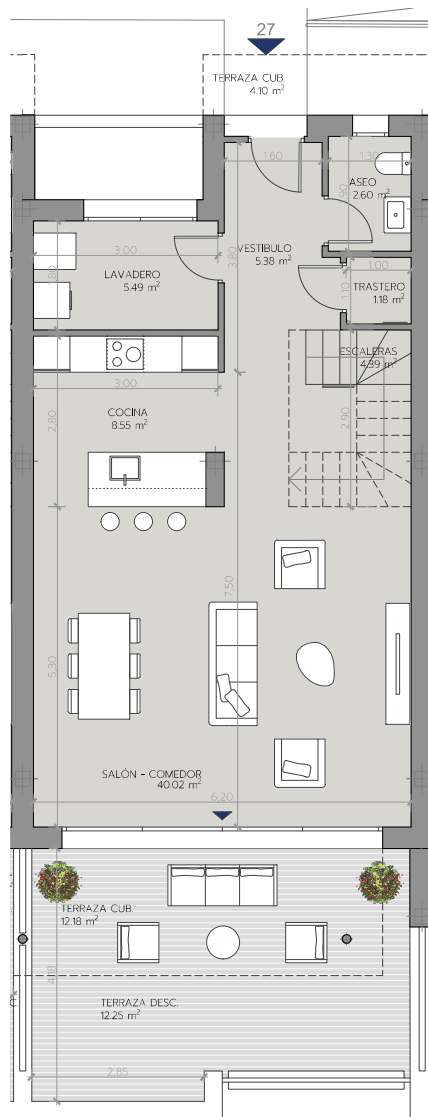 27
TERRAZA CUB.
4.10 m²
1.60
1.30
ASEO
2.60 m²
.90
3.00
3.80
VESTIBULO
5.38 m²
LAVADERO
5.49 m²
1.80
1.00
TRASTERO
1.18 m²
1.10
ESCALERAS
4.39 m²
3.00
COCINA
8.55 m²
2.80
2.90
7.50
5.30
SALÓN - COMEDOR
40.02 m²
6.20
TERRAZA CUB.
12.18 m²
4.18
TERRAZA DESC.
12.25 m²
C.
2.85